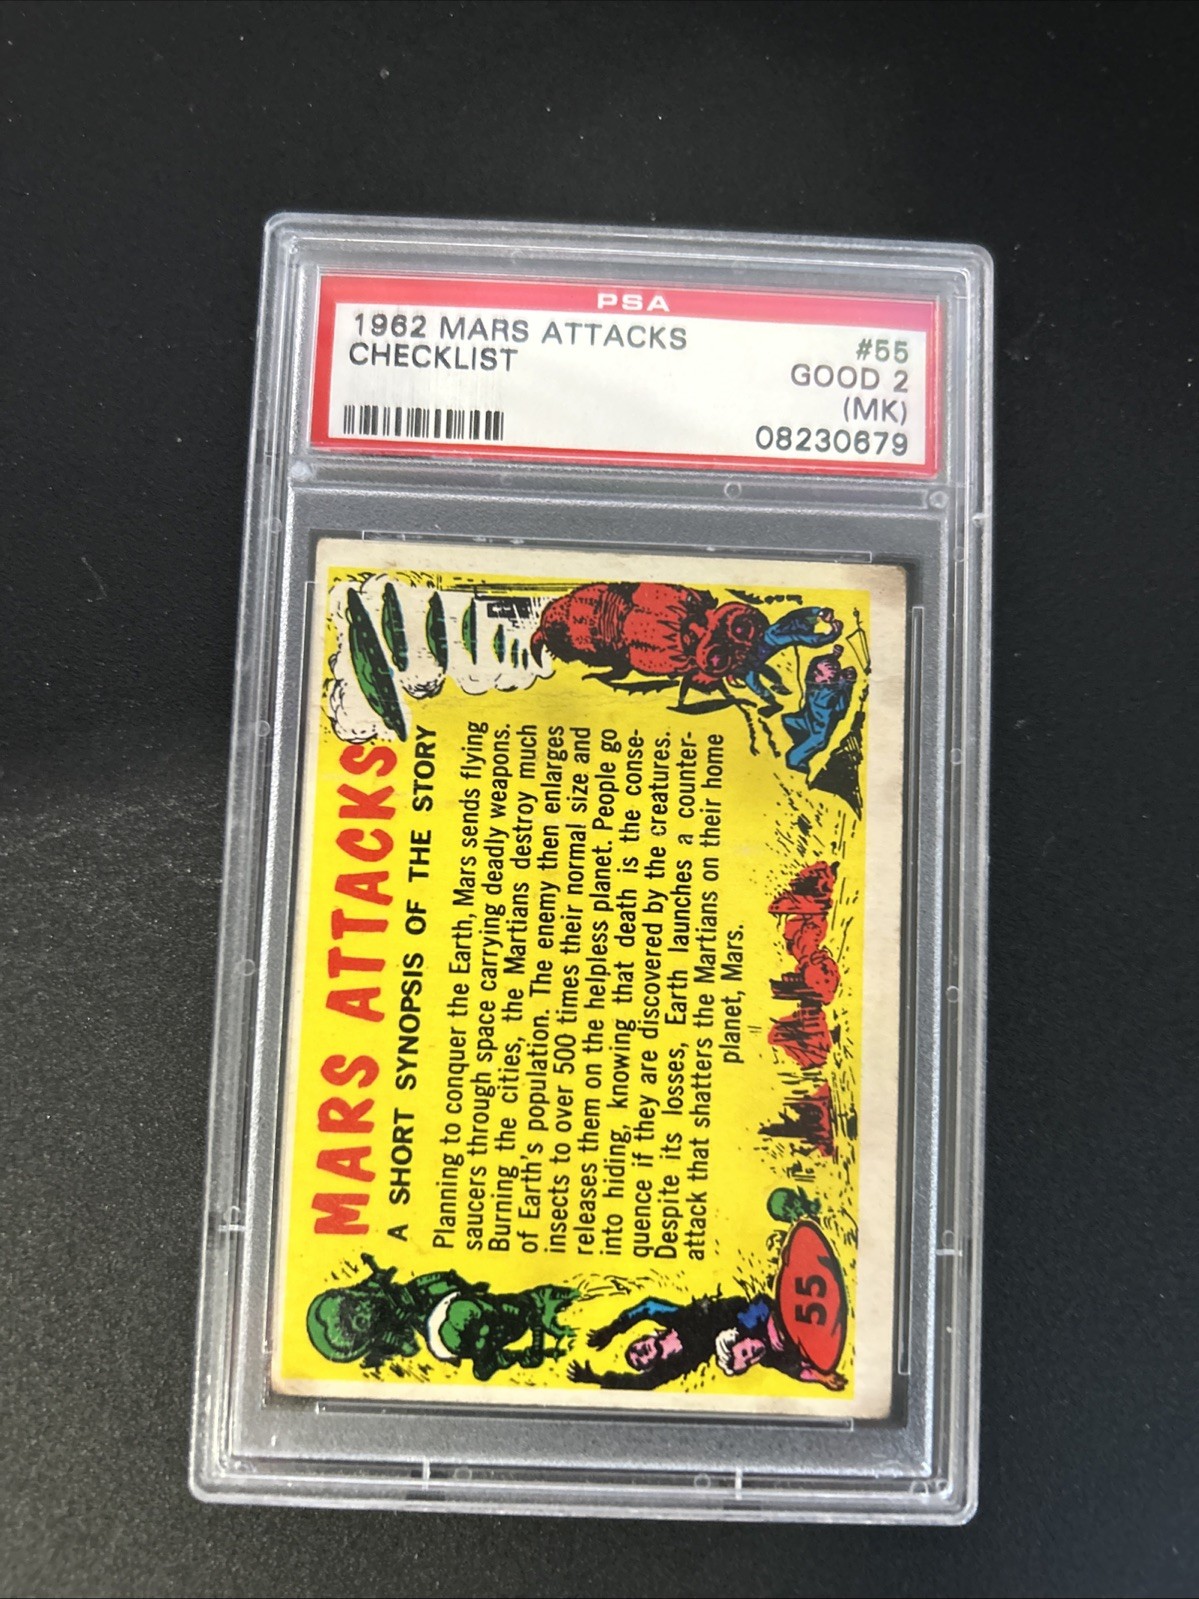 PSA
1962 MARS ATTACKS
CHECKLIST
#55
GOOD 2
(MK)
08230679
MARS ATTACKS
A SHORT SYNOPSIS OF THE STORY
Planning to conquer the Earth, Mars sends flying
saucers through space carrying deadly weapons.
Burning the cities, the Martians destroy much
of Earth's population. The enemy then enlarges
insects to over 500 times their normal size and
releases them on the helpless planet. People go
into hiding, knowing that death is the conse-
quence if they are discovered by the creatures.
Despite its losses, Earth launches a counter-
attack that shatters the Martians on their home
planet, Mars.
55